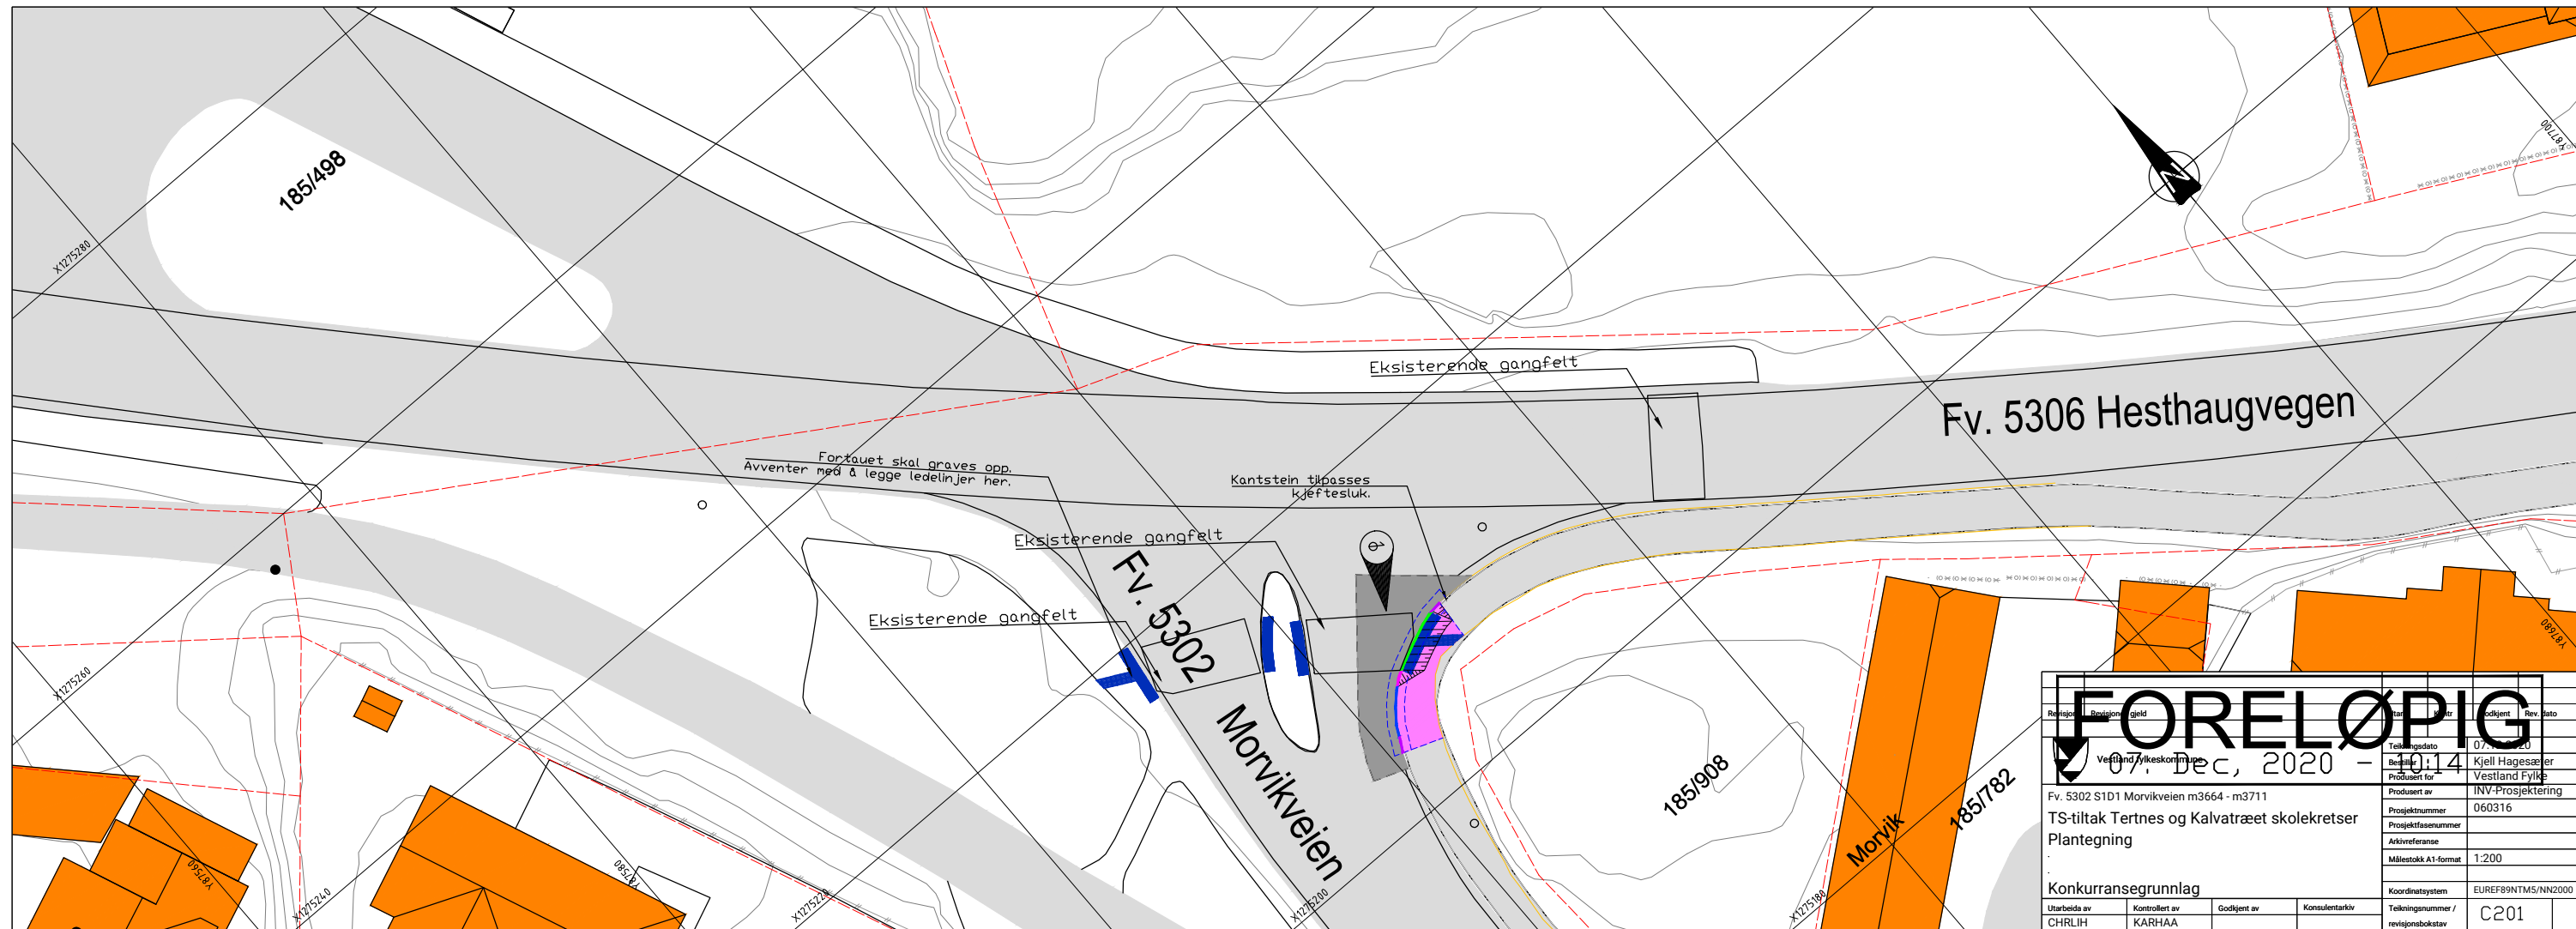 185/498
X1275280
Y87700
N
Eksisterende gangfelt
Fv. 5306 Hesthaugvegen
Fortauet skal graves opp.
Avventer med å legge ledelinjer her.
Kantstein tilpasses
kjeftesluk.
Eksisterende gangfelt
Eksisterende gangfelt
Fv. 5302
Morvikveien
X1275260
Y87680
185/908
185/782
Morvik
Y87560
X1275240
Y87580
X1275220
X1275200
X1275180
FORELØPIG
07. Dec, 2020 - 10:14
Vestland fylkeskommune
Teikningsdato
Bestillar Kjell Hagesæter
Produsert for Vestland Fylke
Produsert av INV-Prosjektering
Prosjektnummer 060316
Prosjektfasenummer
Arkivreferanse
Målestokk A1-format 1:200
Koordinatsystem EUREF89NTM5/NN2000
Fv. 5302 S1D1 Morvikveien m3664 - m3711
TS-tiltak Tertnes og Kalvatræet skolekretser
Plantegning
.
.
Konkurransegrunnlag
Utarbeida av Kontrollert av Godkjent av Konsulentarkiv
CHRLIH KARHAA
Teikningsnummer /
revisjonsbokstav
C201